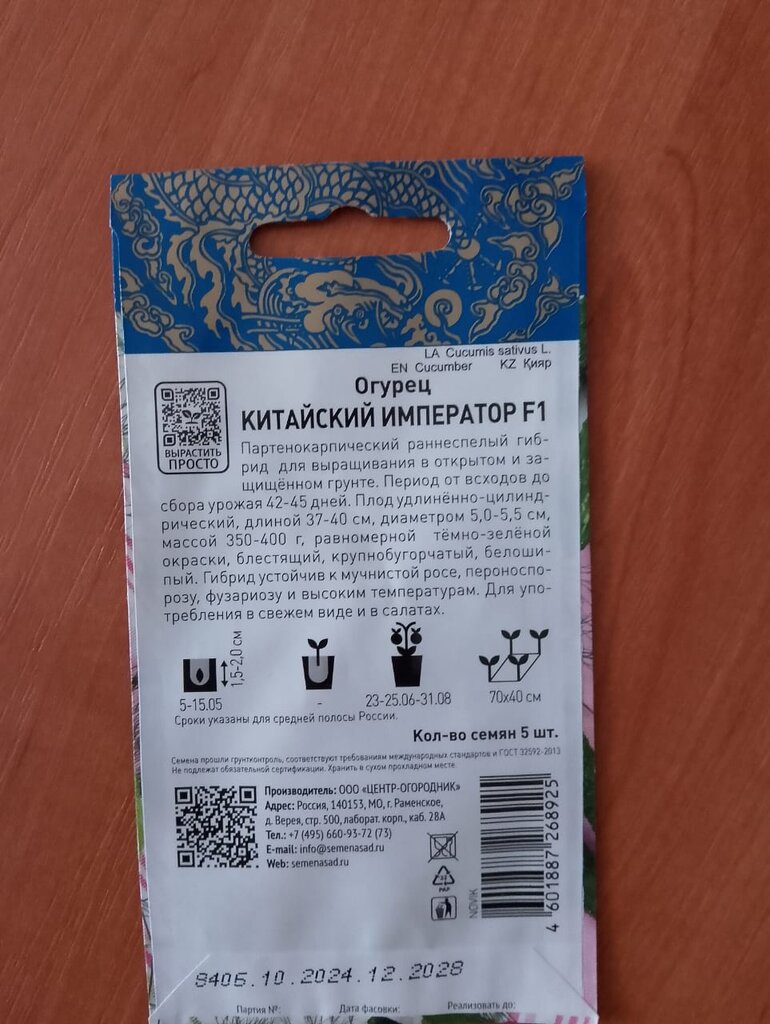 LA Cucumis sativus L.
EN Cucumber KZ Қияр
Огурец
КИТАЙСКИЙ ИМПЕРАТОР F1
ВЫРАСТИТЬ
ПРОСТО
Партенокарпический раннеспелый гиб-
рид для выращивания в открытом и за-
щищённом грунте. Период от всходов до
сбора урожая 42-45 дней. Плод удлинённо-цилинд-
рический, длиной 37-40 см, диаметром 5,0-5,5 см,
массой 350-400 г, равномерной тёмно-зелёной
окраски, блестящий, крупнобугорчатый, белоши-
пый. Гибрид устойчив к мучнистой росе, пероноспо-
розу, фузариозу и высоким температурам. Для упо-
требления в свежем виде и в салатах.
1,5-2,0 см
5-15.05 - 23-25.06-31.08 70х40 см
Сроки указаны для средней полосы России.
Кол-во семян 5 шт.
Семена прошли грунтконтроль, соответствуют требованиям международных стандартов и ГОСТ 32592-2013
Не подлежат обязательной сертификации. Хранить в сухом прохладном месте.
Производитель: ООО «ЦЕНТР-ОГОРОДНИК»
Адрес: Россия, 140153, МО, г. Раменское,
д. Верея, стр. 500, лаборат. корп., каб. 28А
Тел.: +7 (495) 660-93-72 (73)
E-mail: info@semenasad.ru
Web: semenasad.ru
PAP
NOVIK
4 601887 268925
8405.10.2024.12.2028
Партия №: Дата фасовки: Реализовать до: